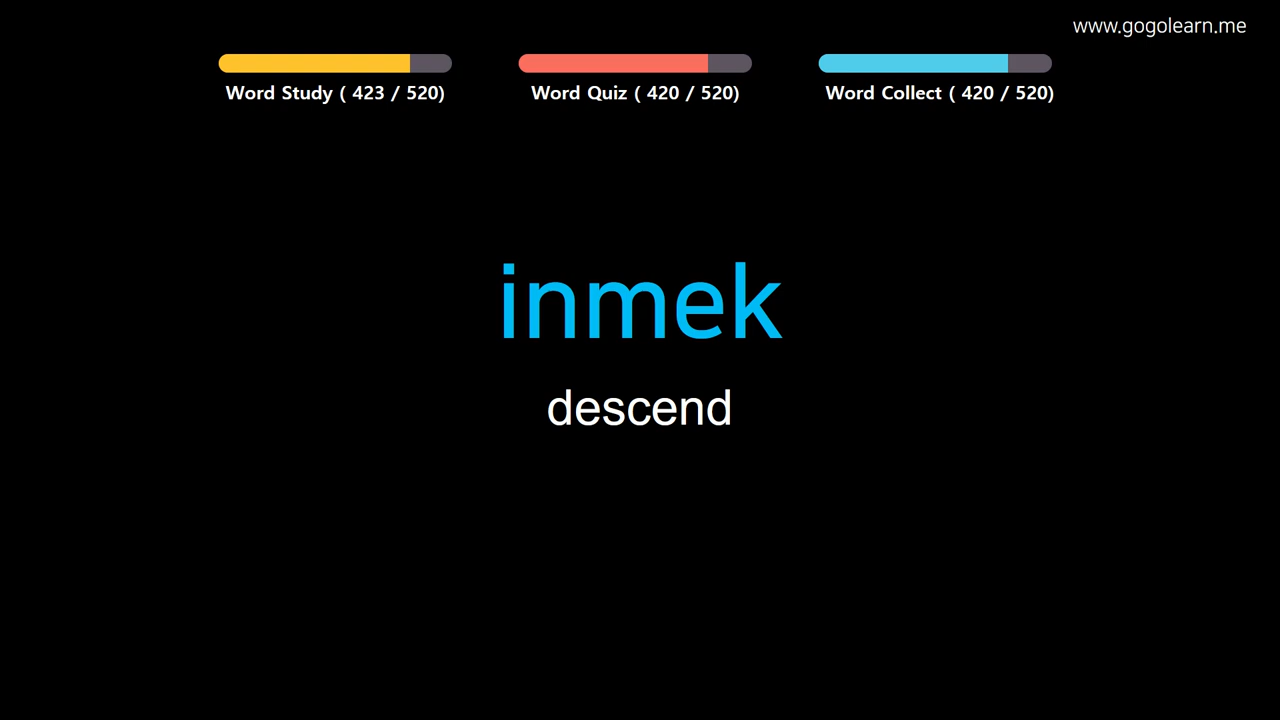 www.gogolearn.me
Word Study ( 423 / 520)
Word Quiz ( 420 / 520)
Word Collect ( 420 / 520)
inmek
descend